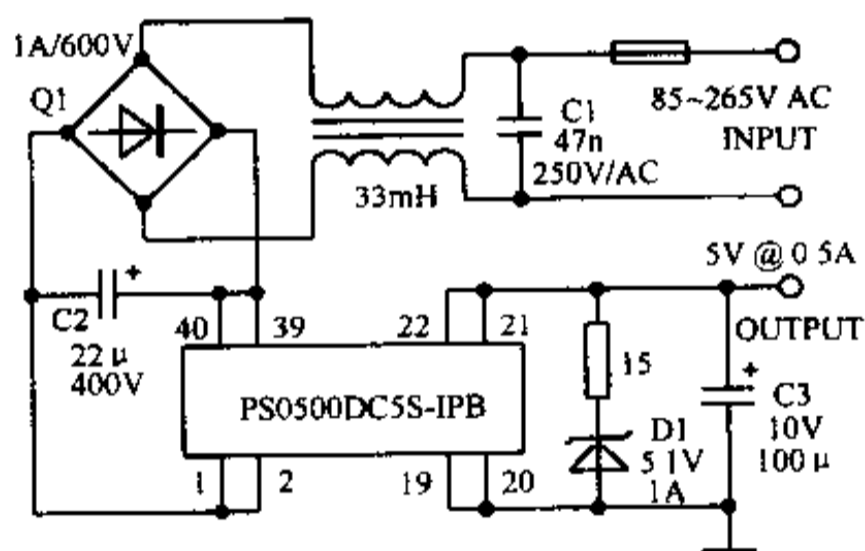 1A/600V
Q1
85~265V AC
INPUT
C1
47n
250V/AC
33mH
C2
22μ
400V
40
39
22
21
PS0500DC5S-IPB
1
2
19
20
5V @ 0 5A
OUTPUT
15
D1
5 1V
1A
C3
10V
100μ